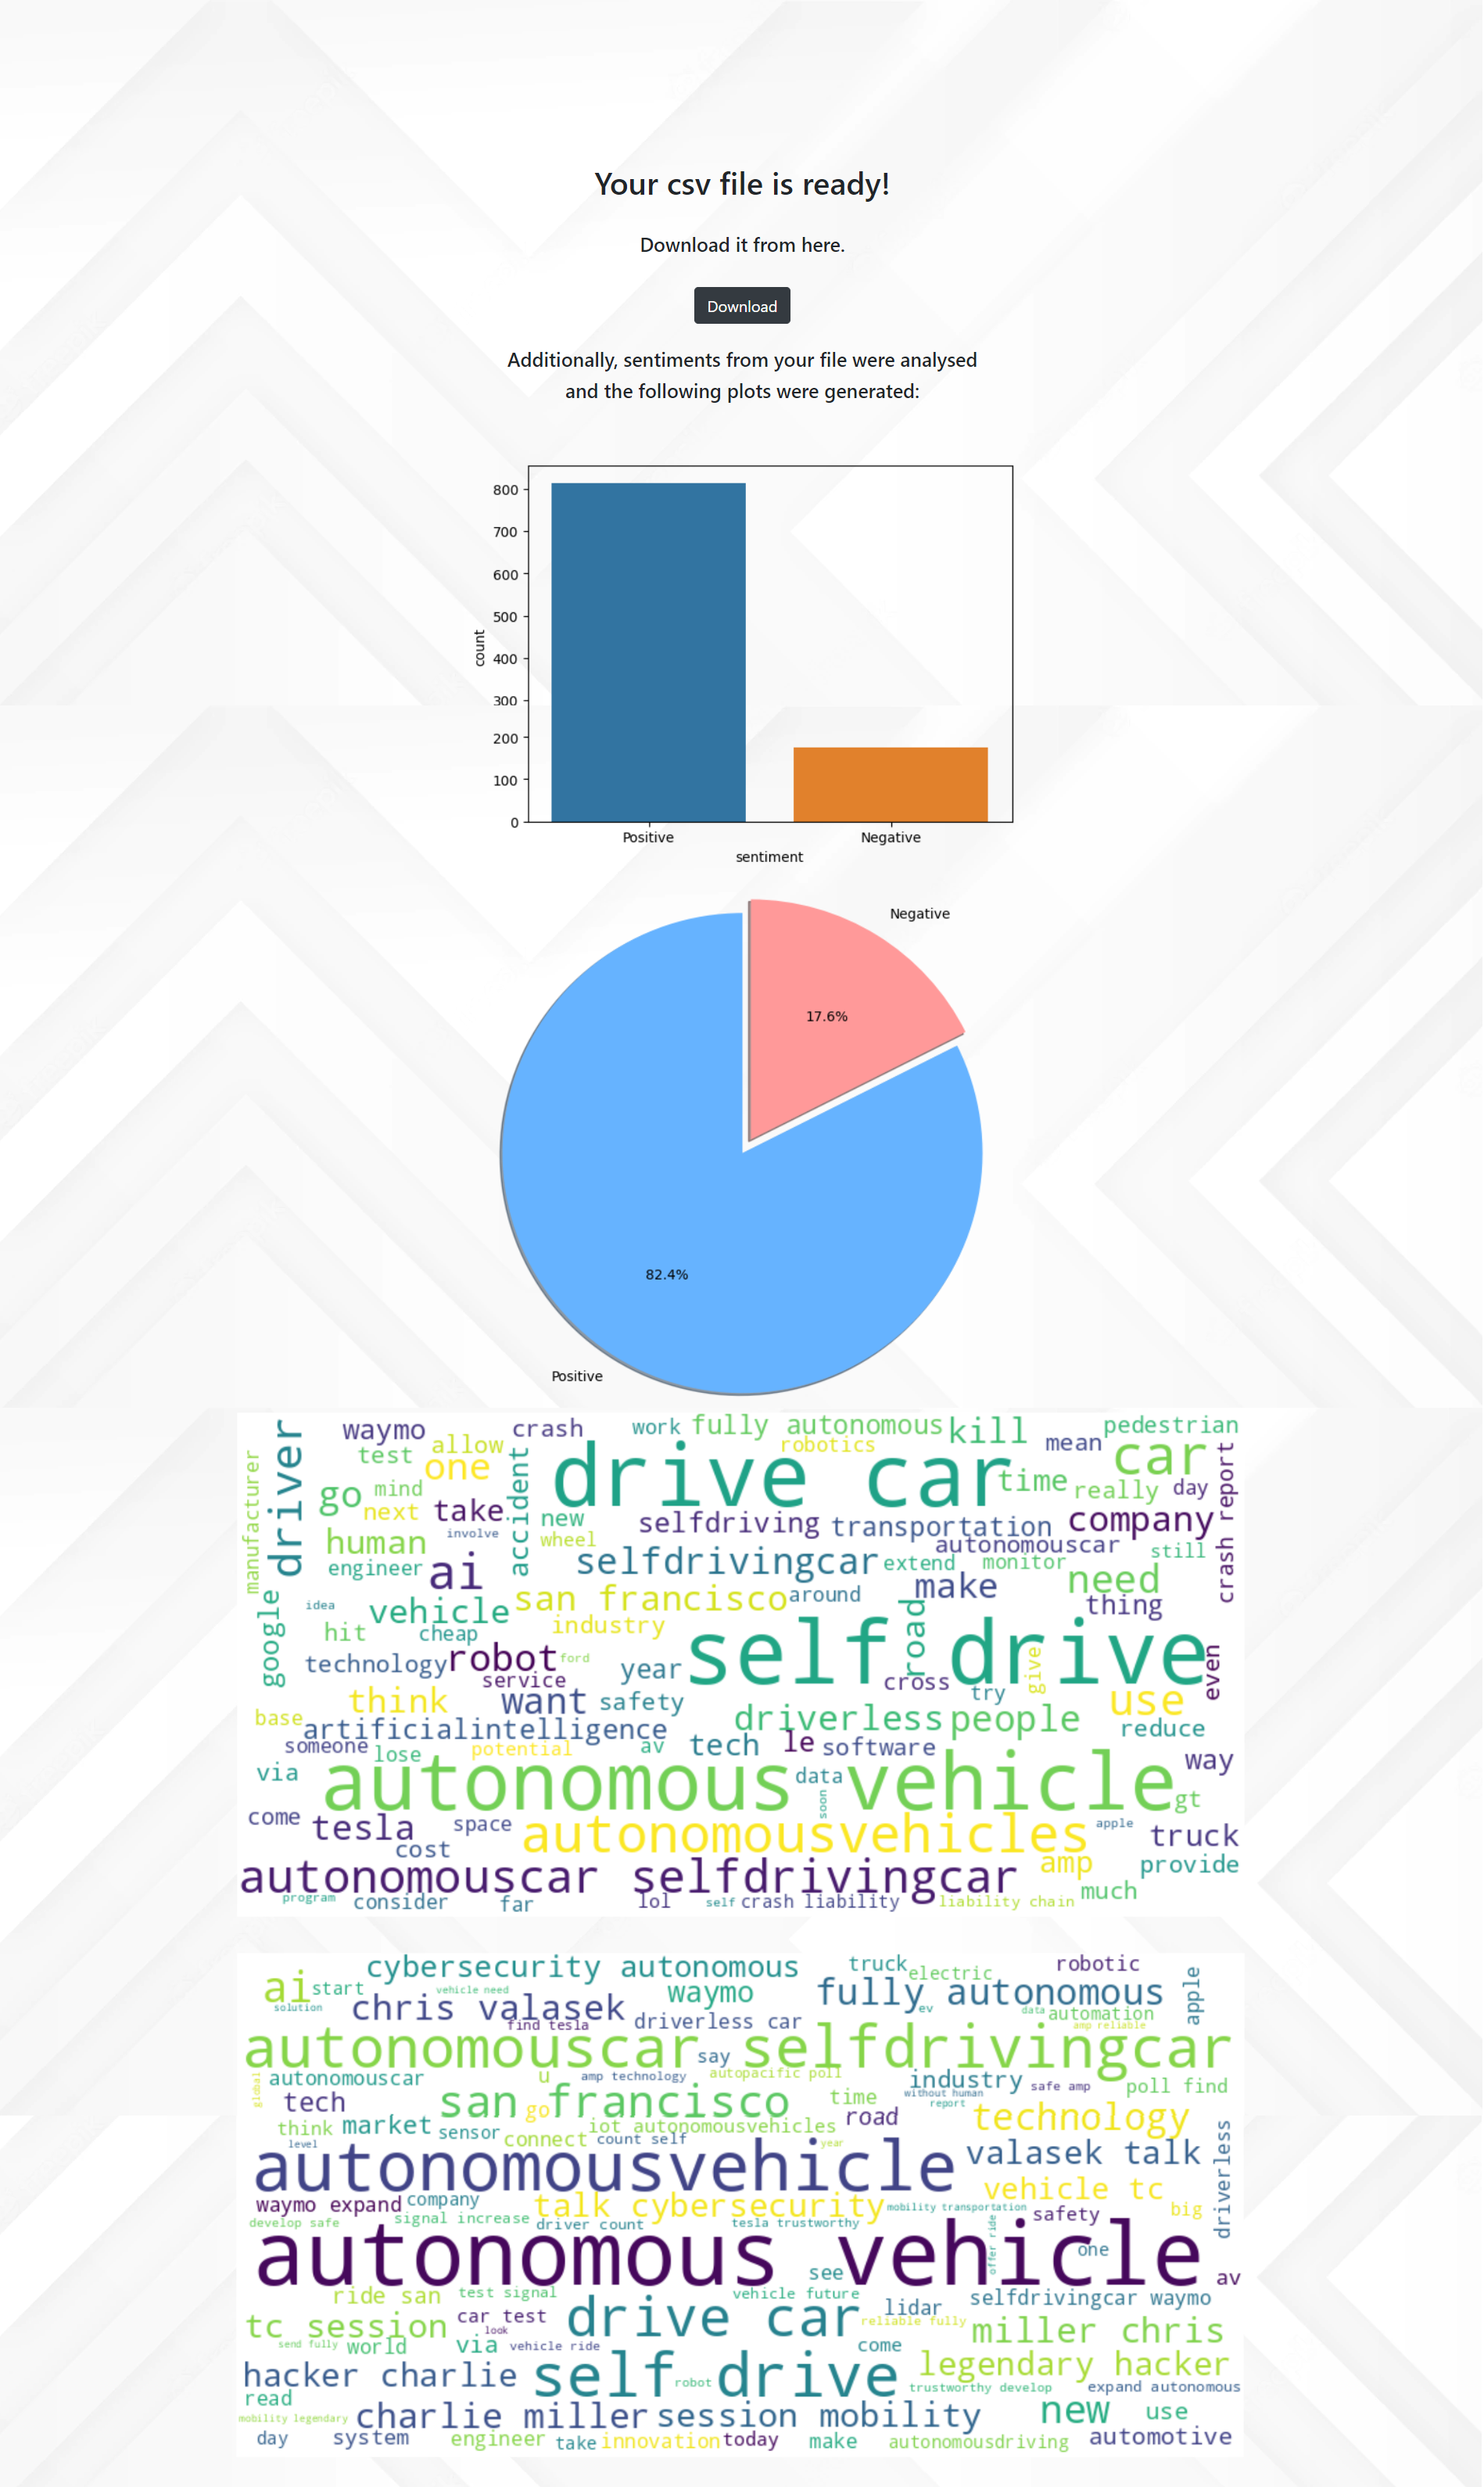 Your csv file is ready!
Download it from here.
Download
Additionally, sentiments from your file were analysed
and the following plots were generated:
800
700
600
500
400
300
200
100
0
count
Positive Negative
sentiment
Negative
17.6%
82.4%
Positive
waymo crash work fully autonomous kill pedestrian
driver test allow robotics mean car
manufacturer one accident drive car time really day crash report
go mind next take new selfdriving transportation company
human involve wheel autonomouscar still
engineer ai selfdrivingcar extend monitor need
google idea vehicle san francisco around make thing
hit cheap industry road
technology robot ford year self drive give even
service cross try
think want safety use
base artificialintelligence driverless people reduce
someone lose potential av tech le software way
via autonomous data vehicle gt
come soon
tesla space autonomousvehicles apple truck
cost
autonomouscar selfdrivingcar amp provide
program consider far lol self crash liability liability chain much
cybersecurity autonomous truck electric robotic
ai start vehicle need waymo fully autonomous apple
solution chris valasek ev data automation
find tesla driverless car amp reliable
autonomouscar say selfdrivingcar
global autonomouscar u amp technology autopacific poll industry safe amp poll find
tech san francisco go time without human report road technology
think market sensor iot autonomousvehicles
level connect count self year
autonomousvehicle valasek talk driverless
waymo expand company talk cybersecurity mobility transportation vehicle tc big
develop safe signal increase driver count tesla trustworthy offer ride safety
autonomous vehicle one
see av
ride san test signal vehicle future selfdrivingcar waymo
tc session car test drive car lidar reliable fully miller chris
look
send fully world via vehicle ride come
hacker charlie self drive robot legendary hacker
read trustworthy develop expand autonomous
mobility legendary charlie miller session mobility new use
day system engineer take innovation today make autonomousdriving automotive